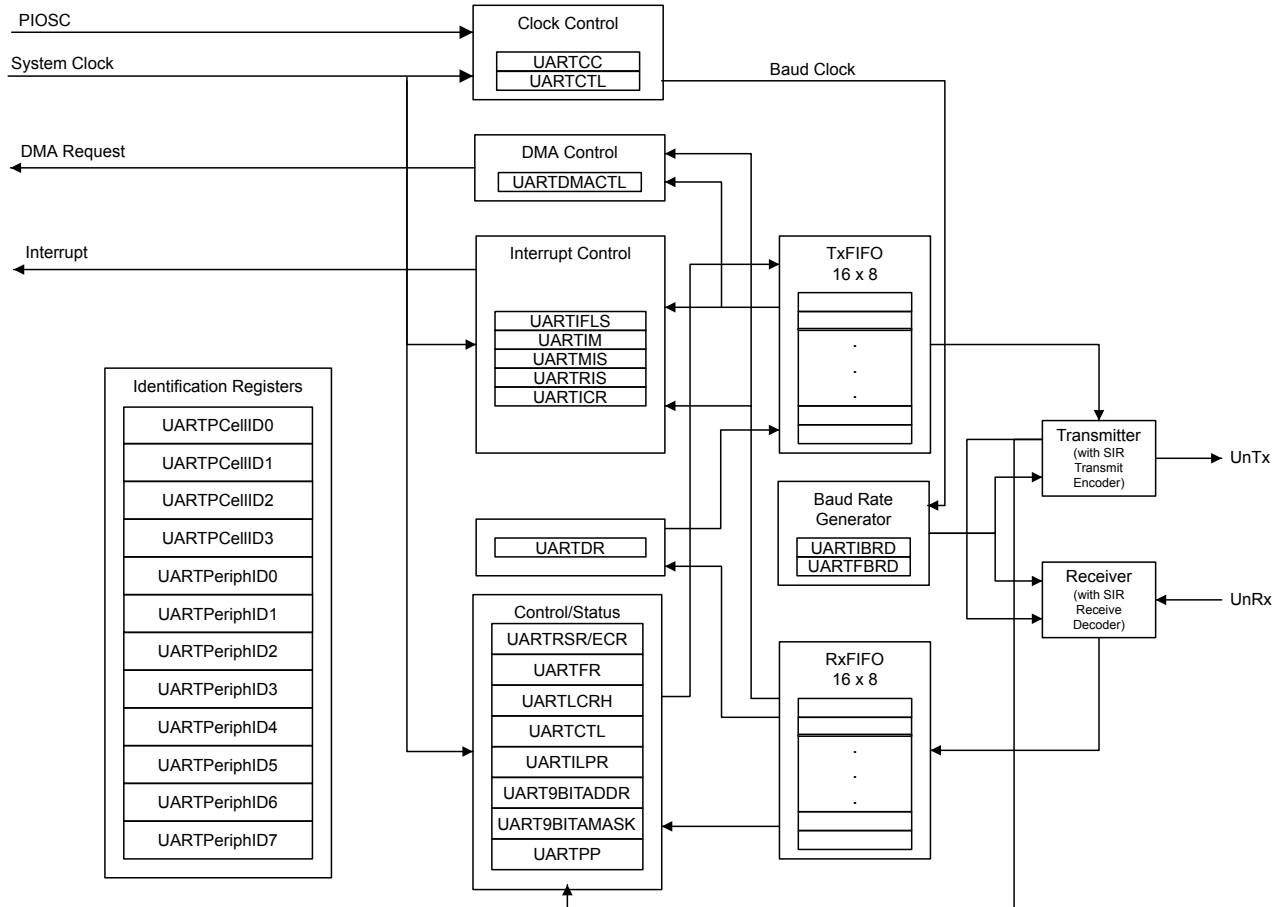 PIOSC
System Clock
Clock Control
UARTCC
UARTCTL
Baud Clock
DMA Request
DMA Control
UARTDMACTL
Interrupt
Interrupt Control
UARTIFLS
UARTIM
UARTMIS
UARTRIS
UARTICR
TxFIFO
16 x 8
.
.
.
Identification Registers
UARTPCellID0
UARTPCellID1
UARTPCellID2
UARTPCellID3
UARTPeriphID0
UARTPeriphID1
UARTPeriphID2
UARTPeriphID3
UARTPeriphID4
UARTPeriphID5
UARTPeriphID6
UARTPeriphID7
UARTDR
Control/Status
UARTRSR/ECR
UARTFR
UARTLCRH
UARTCTL
UARTILPR
UART9BITADDR
UART9BITAMASK
UARTPP
Baud Rate
Generator
UARTIBRD
UARTFBRD
Transmitter
(with SIR
Transmit
Encoder)
UnTx
Receiver
(with SIR
Receive
Decoder)
UnRx
RxFIFO
16 x 8
.
.
.